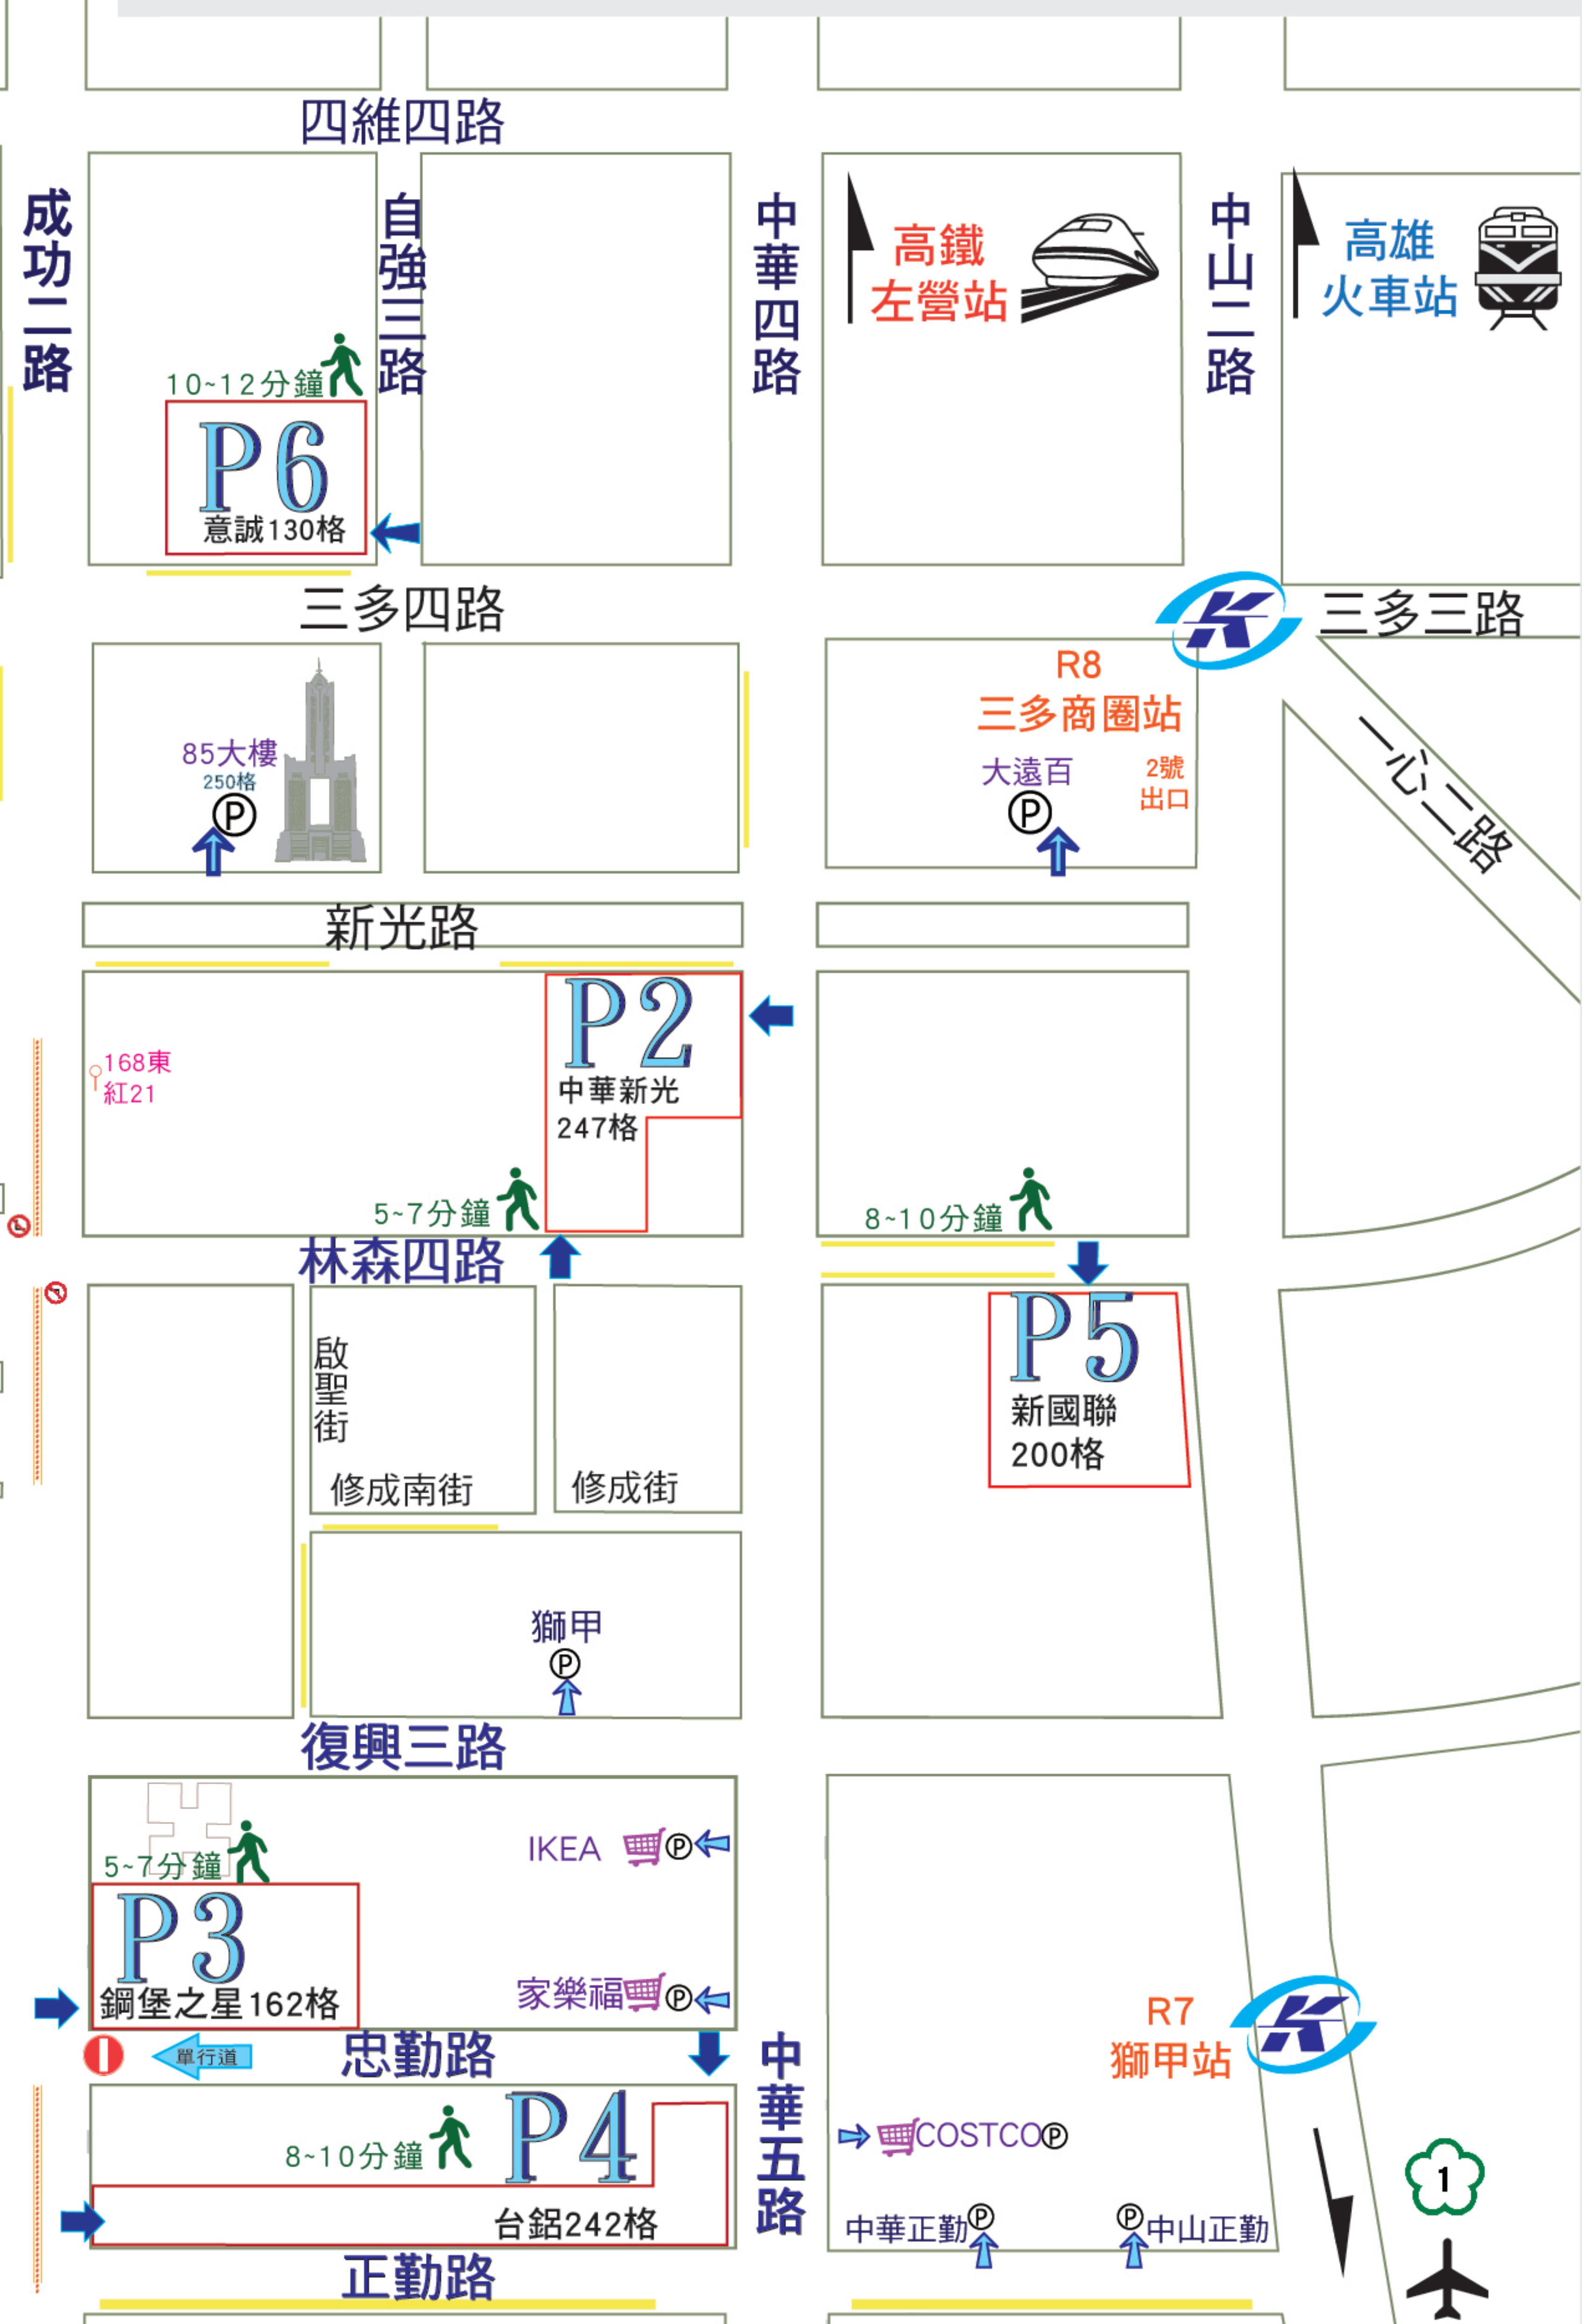 四維四路
成功二路
自強三路
中華四路
高鐵
左營站
中山二路
高雄
火車站
10~12分鐘
P6
意誠130格
三多四路
三多三路
R8
三多商圈站
85大樓
250格
P
大遠百
P
2號
出口
一心二路
新光路
P2
中華新光
247格
168東
紅21
5~7分鐘
8~10分鐘
林森四路
P5
新國聯
200格
啟聖街
修成南街
修成街
獅甲
P
復興三路
5~7分鐘
IKEA P
P3
鋼堡之星162格
家樂福 P
單行道
忠勤路
中華五路
R7
獅甲站
P4
8~10分鐘
台鋁242格
COSTCO P
1
中華正勤 P
P 中山正勤
正勤路